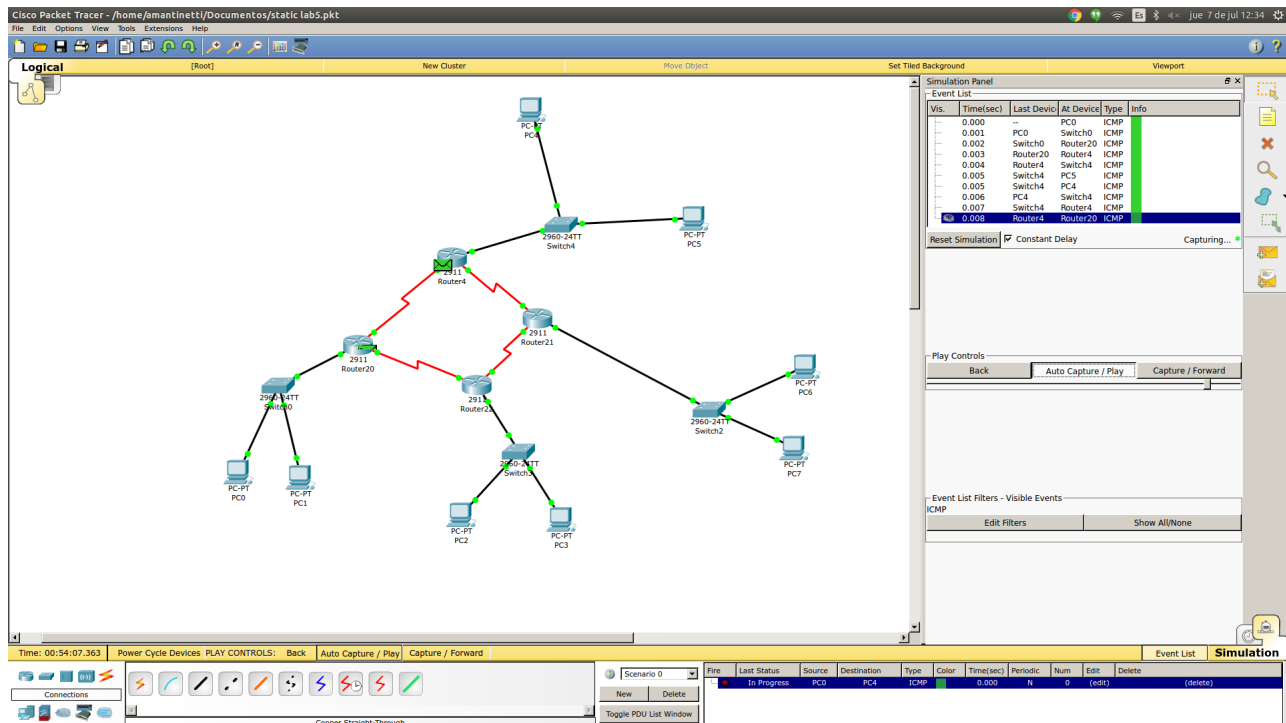 Cisco Packet Tracer - /home/amantinetti/Documentos/static lab5.pkt
Es jue 7 de jul 12:34
File Edit Options View Tools Extensions Help
Logical [Root] New Cluster Move Object Set Tiled Background Viewport
PC-PT
PC4
2960-24TT
Switch4
PC-PT
PC5
2911
Router4
2911
Router21
2911
Router20
2911
Router22
PC-PT
PC6
2960-24TT
Switch0
2960-24TT
Switch2
PC-PT
PC7
2960-24TT
Switch3
PC-PT
PC0
PC-PT
PC1
PC-PT
PC2
PC-PT
PC3
Simulation Panel
Event List
Vis. Time(sec) Last Devic At Device Type Info
0.000 -- PC0 ICMP
0.001 PC0 Switch0 ICMP
0.002 Switch0 Router20 ICMP
0.003 Router20 Router4 ICMP
0.004 Router4 Switch4 ICMP
0.005 Switch4 PC5 ICMP
0.005 Switch4 PC4 ICMP
0.006 PC4 Switch4 ICMP
0.007 Switch4 Router4 ICMP
0.008 Router4 Router20 ICMP
Reset Simulation Constant Delay Capturing... *
Play Controls
Back Auto Capture / Play Capture / Forward
Event List Filters - Visible Events
ICMP
Edit Filters Show All/None
Time: 00:54:07.363 Power Cycle Devices PLAY CONTROLS: Back Auto Capture / Play Capture / Forward Event List Simulation
Connections
Copper Straight-Through
Scenario 0
New Delete
Toggle PDU List Window
Fire Last Status Source Destination Type Color Time(sec) Periodic Num Edit Delete
In Progress PC0 PC4 ICMP 0.000 N 0 (edit) (delete)